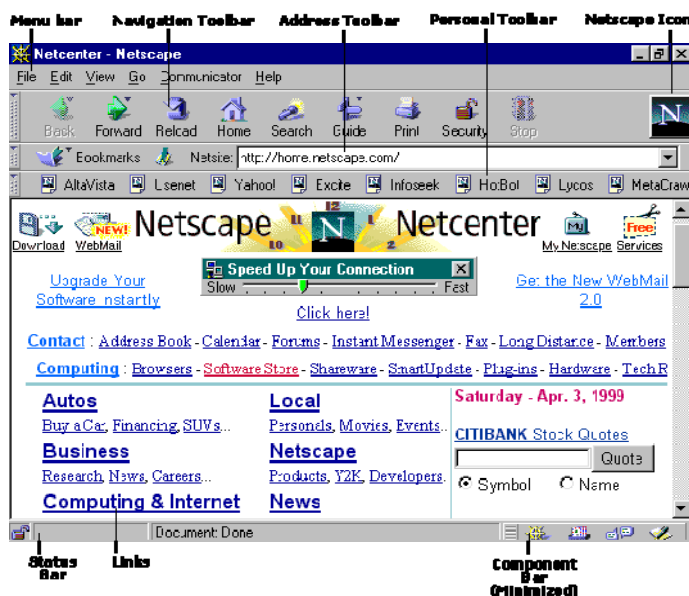 Menu bar Navigation Toolbar Address Toolbar Personal Toolbar Netscape Icon
Netcenter - Netscape
File Edit View Go Communicator Help
Back Forward Reload Home Search Guide Print Security Stop
N
Bookmarks Netsite: http://home.netscape.com/
AltaVista Usenet Yahoo! Excite Infoseek HotBot Lycos MetaCraw
Download NEW! WebMail Netscape 10 11 12 N 1 2 Netcenter My Netscape Free Services
Upgrade Your Software Instantly
Speed Up Your Connection
Slow Fast
Click here!
Get the New WebMail 2.0
Contact : Address Book - Calendar - Forums - Instant Messenger - Fax - Long Distance - Members
Computing : Browsers - Software Store - Shareware - SmartUpdate - Plug-ins - Hardware - Tech R
Autos
Buy a Car, Financing, SUVs...
Business
Research, News, Careers...
Computing & Internet
Local
Personals, Movies, Events...
Netscape
Products, Y2K, Developers.
News
Saturday - Apr. 3, 1999
CITIBANK Stock Quotes
Quote
Symbol Name
Document: Done
Status Bar
Links
Component Bar (Minimized)